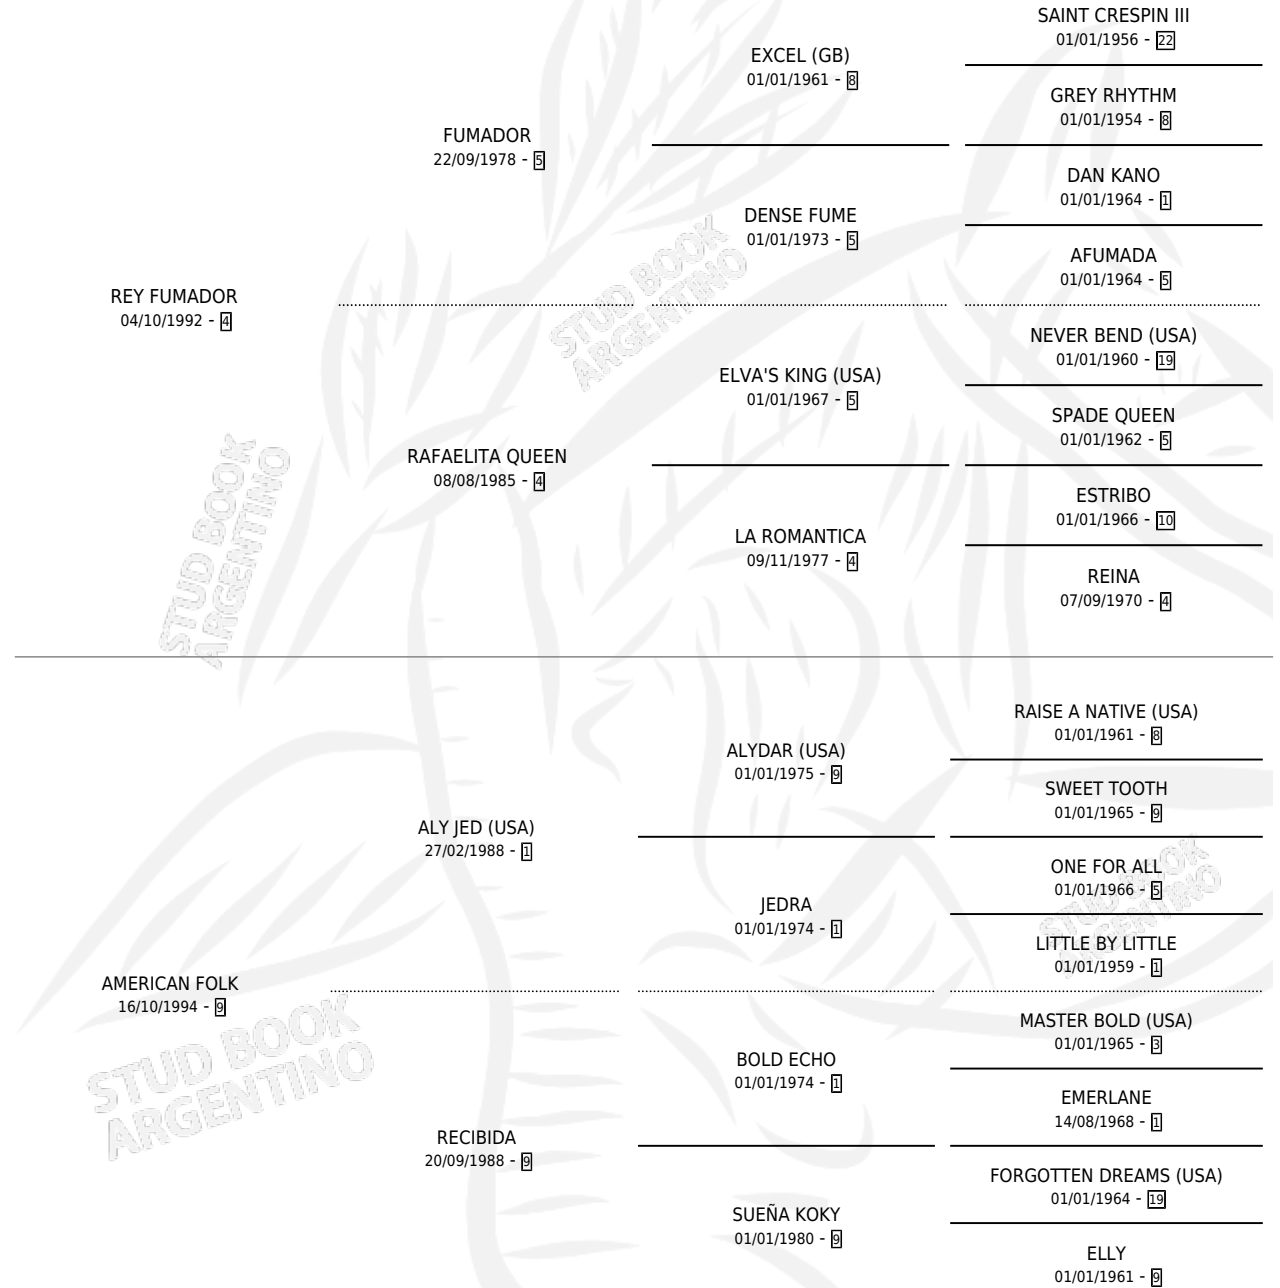 SAINT CRESPIN III
01/01/1956 - 22
EXCEL (GB)
01/01/1961 - 8
GREY RHYTHM
01/01/1954 - 8
FUMADOR
22/09/1978 - 5
DAN KANO
01/01/1964 - 1
DENSE FUME
01/01/1973 - 5
AFUMADA
01/01/1964 - 5
REY FUMADOR
04/10/1992 - 4
NEVER BEND (USA)
01/01/1960 - 19
ELVA'S KING (USA)
01/01/1967 - 5
SPADE QUEEN
01/01/1962 - 5
RAFAELITA QUEEN
08/08/1985 - 4
ESTRIBO
01/01/1966 - 10
LA ROMANTICA
09/11/1977 - 4
REINA
07/09/1970 - 4
RAISE A NATIVE (USA)
01/01/1961 - 8
ALYDAR (USA)
01/01/1975 - 9
SWEET TOOTH
01/01/1965 - 9
ALY JED (USA)
27/02/1988 - 1
ONE FOR ALL
01/01/1966 - 5
JEDRA
01/01/1974 - 1
LITTLE BY LITTLE
01/01/1959 - 1
AMERICAN FOLK
16/10/1994 - 9
MASTER BOLD (USA)
01/01/1965 - 3
BOLD ECHO
01/01/1974 - 1
EMERLANE
14/08/1968 - 1
RECIBIDA
20/09/1988 - 9
FORGOTTEN DREAMS (USA)
01/01/1964 - 19
SUEÑA KOKY
01/01/1980 - 9
ELLY
01/01/1961 - 9
STUD BOOK
ARGENTINO
STUD BOOK
ARGENTINO
STUD BOOK
ARGENTINO
STUD BOOK
ARGENTINO